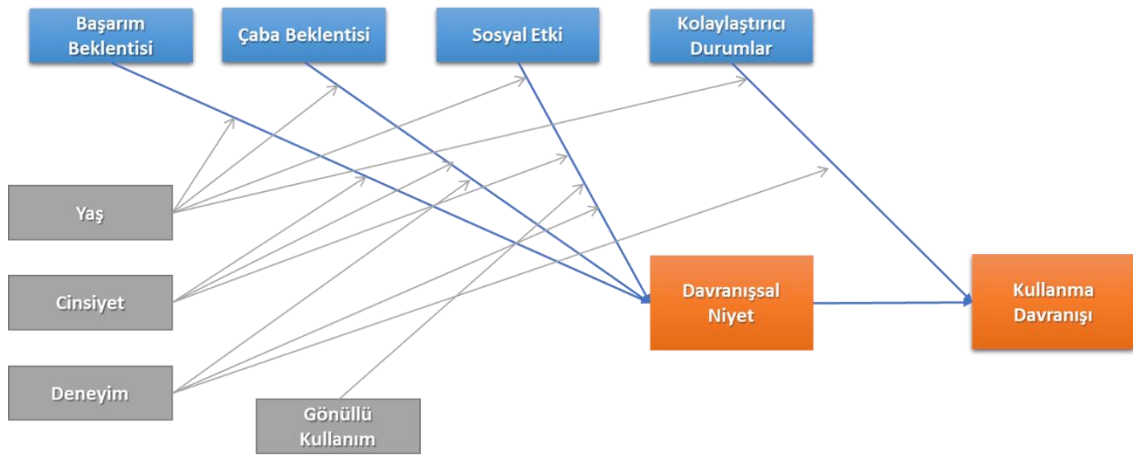 Başarım
Beklentisi
Çaba Beklentisi
Sosyal Etki
Kolaylaştırıcı
Durumlar
Yaş
Cinsiyet
Deneyim
Gönüllü
Kullanım
Davranışsal
Niyet
Kullanma
Davranışı